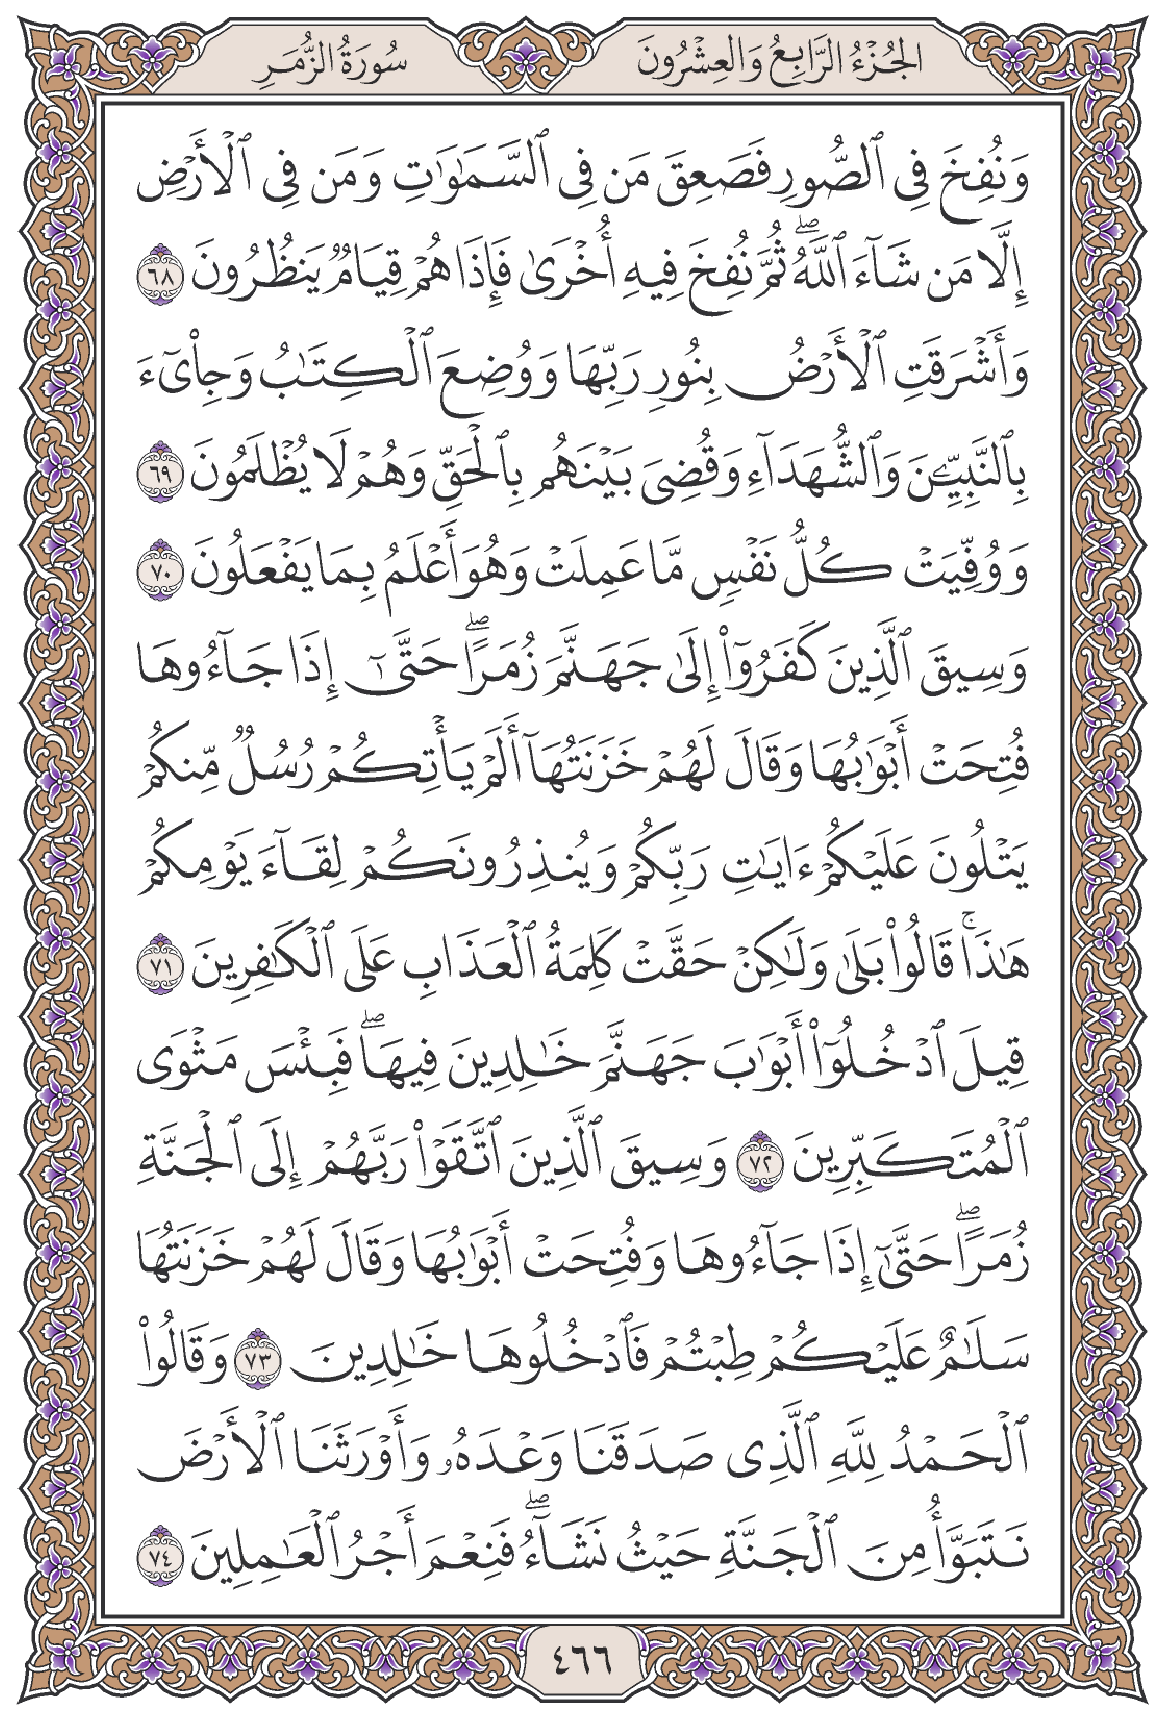 الجُزْءُ الرَّابِعُ وَالعِشْرُونَ
سُورَةُ الزُّمَرِ
وَنُفِخَ فِي ٱلصُّورِ فَصَعِقَ مَن فِي ٱلسَّمَٰوَٰتِ وَمَن فِي ٱلۡأَرۡضِ
إِلَّا مَن شَآءَ ٱللَّهُۖ ثُمَّ نُفِخَ فِيهِ أُخۡرَىٰ فَإِذَا هُمۡ قِيَامٞ يَنظُرُونَ ٦٨
وَأَشۡرَقَتِ ٱلۡأَرۡضُ بِنُورِ رَبِّهَا وَوُضِعَ ٱلۡكِتَٰبُ وَجِاْيٓءَ
بِٱلنَّبِيِّـۧنَ وَٱلشُّهَدَآءِ وَقُضِيَ بَيۡنَهُم بِٱلۡحَقِّ وَهُمۡ لَا يُظۡلَمُونَ ٦٩
وَوُفِّيَتۡ كُلُّ نَفۡسٖ مَّا عَمِلَتۡ وَهُوَ أَعۡلَمُ بِمَا يَفۡعَلُونَ ٧٠
وَسِيقَ ٱلَّذِينَ كَفَرُوٓاْ إِلَىٰ جَهَنَّمَ زُمَرًاۖ حَتَّىٰٓ إِذَا جَآءُوهَا
فُتِحَتۡ أَبۡوَٰبُهَا وَقَالَ لَهُمۡ خَزَنَتُهَآ أَلَمۡ يَأۡتِكُمۡ رُسُلٞ مِّنكُمۡ
يَتۡلُونَ عَلَيۡكُمۡ ءَايَٰتِ رَبِّكُمۡ وَيُنذِرُونَكُمۡ لِقَآءَ يَوۡمِكُمۡ
هَٰذَاۚ قَالُواْ بَلَىٰ وَلَٰكِنۡ حَقَّتۡ كَلِمَةُ ٱلۡعَذَابِ عَلَى ٱلۡكَٰفِرِينَ ٧١
قِيلَ ٱدۡخُلُوٓاْ أَبۡوَٰبَ جَهَنَّمَ خَٰلِدِينَ فِيهَاۖ فَبِئۡسَ مَثۡوَى
ٱلۡمُتَكَبِّرِينَ ٧٢ وَسِيقَ ٱلَّذِينَ ٱتَّقَوۡاْ رَبَّهُمۡ إِلَى ٱلۡجَنَّةِ
زُمَرًاۖ حَتَّىٰٓ إِذَا جَآءُوهَا وَفُتِحَتۡ أَبۡوَٰبُهَا وَقَالَ لَهُمۡ خَزَنَتُهَا
سَلَٰمٌ عَلَيۡكُمۡ طِبۡتُمۡ فَٱدۡخُلُوهَا خَٰلِدِينَ ٧٣ وَقَالُواْ
ٱلۡحَمۡدُ لِلَّهِ ٱلَّذِي صَدَقَنَا وَعۡدَهُۥ وَأَوۡرَثَنَا ٱلۡأَرۡضَ
نَتَبَوَّأُ مِنَ ٱلۡجَنَّةِ حَيۡثُ نَشَآءُۖ فَنِعۡمَ أَجۡرُ ٱلۡعَٰمِلِينَ ٧٤
٤٦٦